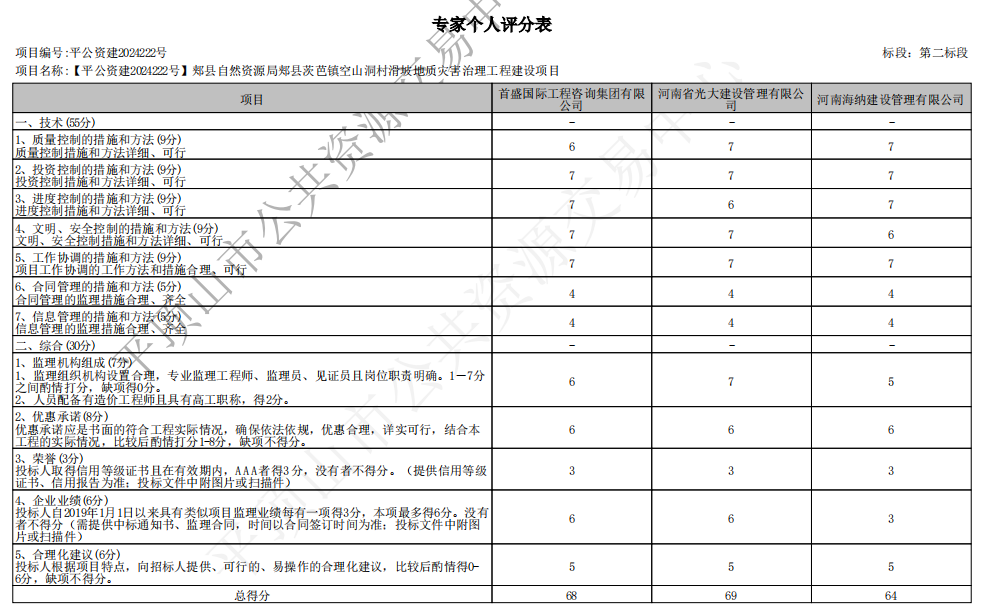 专家个人评分表
项目编号:平公资建2024222号 标段：第二标段
项目名称:【平公资建2024222号】郏县自然资源局郏县茨芭镇空山洞村滑坡地质灾害治理工程建设项目
项目 首盛国际工程咨询集团有限公司 河南省光大建设管理有限公司 河南海纳建设管理有限公司
一、技术(55分) - - -
1、质量控制的措施和方法(9分)
质量控制措施和方法详细、可行 6 7 7
2、投资控制的措施和方法(9分)
投资控制措施和方法详细、可行 7 7 7
3、进度控制的措施和方法(9分)
进度控制措施和方法详细、可行 7 6 7
4、文明、安全控制的措施和方法(9分)
文明、安全控制措施和方法详细、可行 7 7 6
5、工作协调的措施和方法(9分)
项目工作协调的工作方法和措施合理、可行 7 7 7
6、合同管理的措施和方法(5分)
合同管理的监理措施合理、齐全 4 4 4
7、信息管理的措施和方法(5分)
信息管理的监理措施合理、齐全 4 4 4
二、综合(30分) - - -
1、监理机构组成(7分)
1、监理组织机构设置合理，专业监理工程师、监理员、见证员且岗位职责明确。1－7分
之间酌情打分，缺项得0分。
2、人员配备有造价工程师且具有高工职称，得2分。 6 7 5
2、优惠承诺(8分)
优惠承诺应是书面的符合工程实际情况，确保依法依规，优惠合理，详实可行，结合本
工程的实际情况，比较后酌情打分1-8分，缺项不得分。 6 6 6
3、荣誉(3分)
投标人取得信用等级证书且在有效期内，AAA者得3分，没有者不得分。（提供信用等级
证书、信用报告为准；投标文件中附图片或扫描件） 3 3 3
4、企业业绩(6分)
投标人自2019年1月1日以来具有类似项目监理业绩每有一项得3分，本项最多得6分。没有
者不得分（需提供中标通知书、监理合同，时间以合同签订时间为准；投标文件中附图
片或扫描件） 6 6 3
5、合理化建议(6分)
投标人根据项目特点，向招标人提供、可行的、易操作的合理化建议，比较后酌情得0-
6分，缺项不得分。 5 5 5
总得分 68 69 64
平顶山市公共资源交易中
平顶山市公共资源交易中心